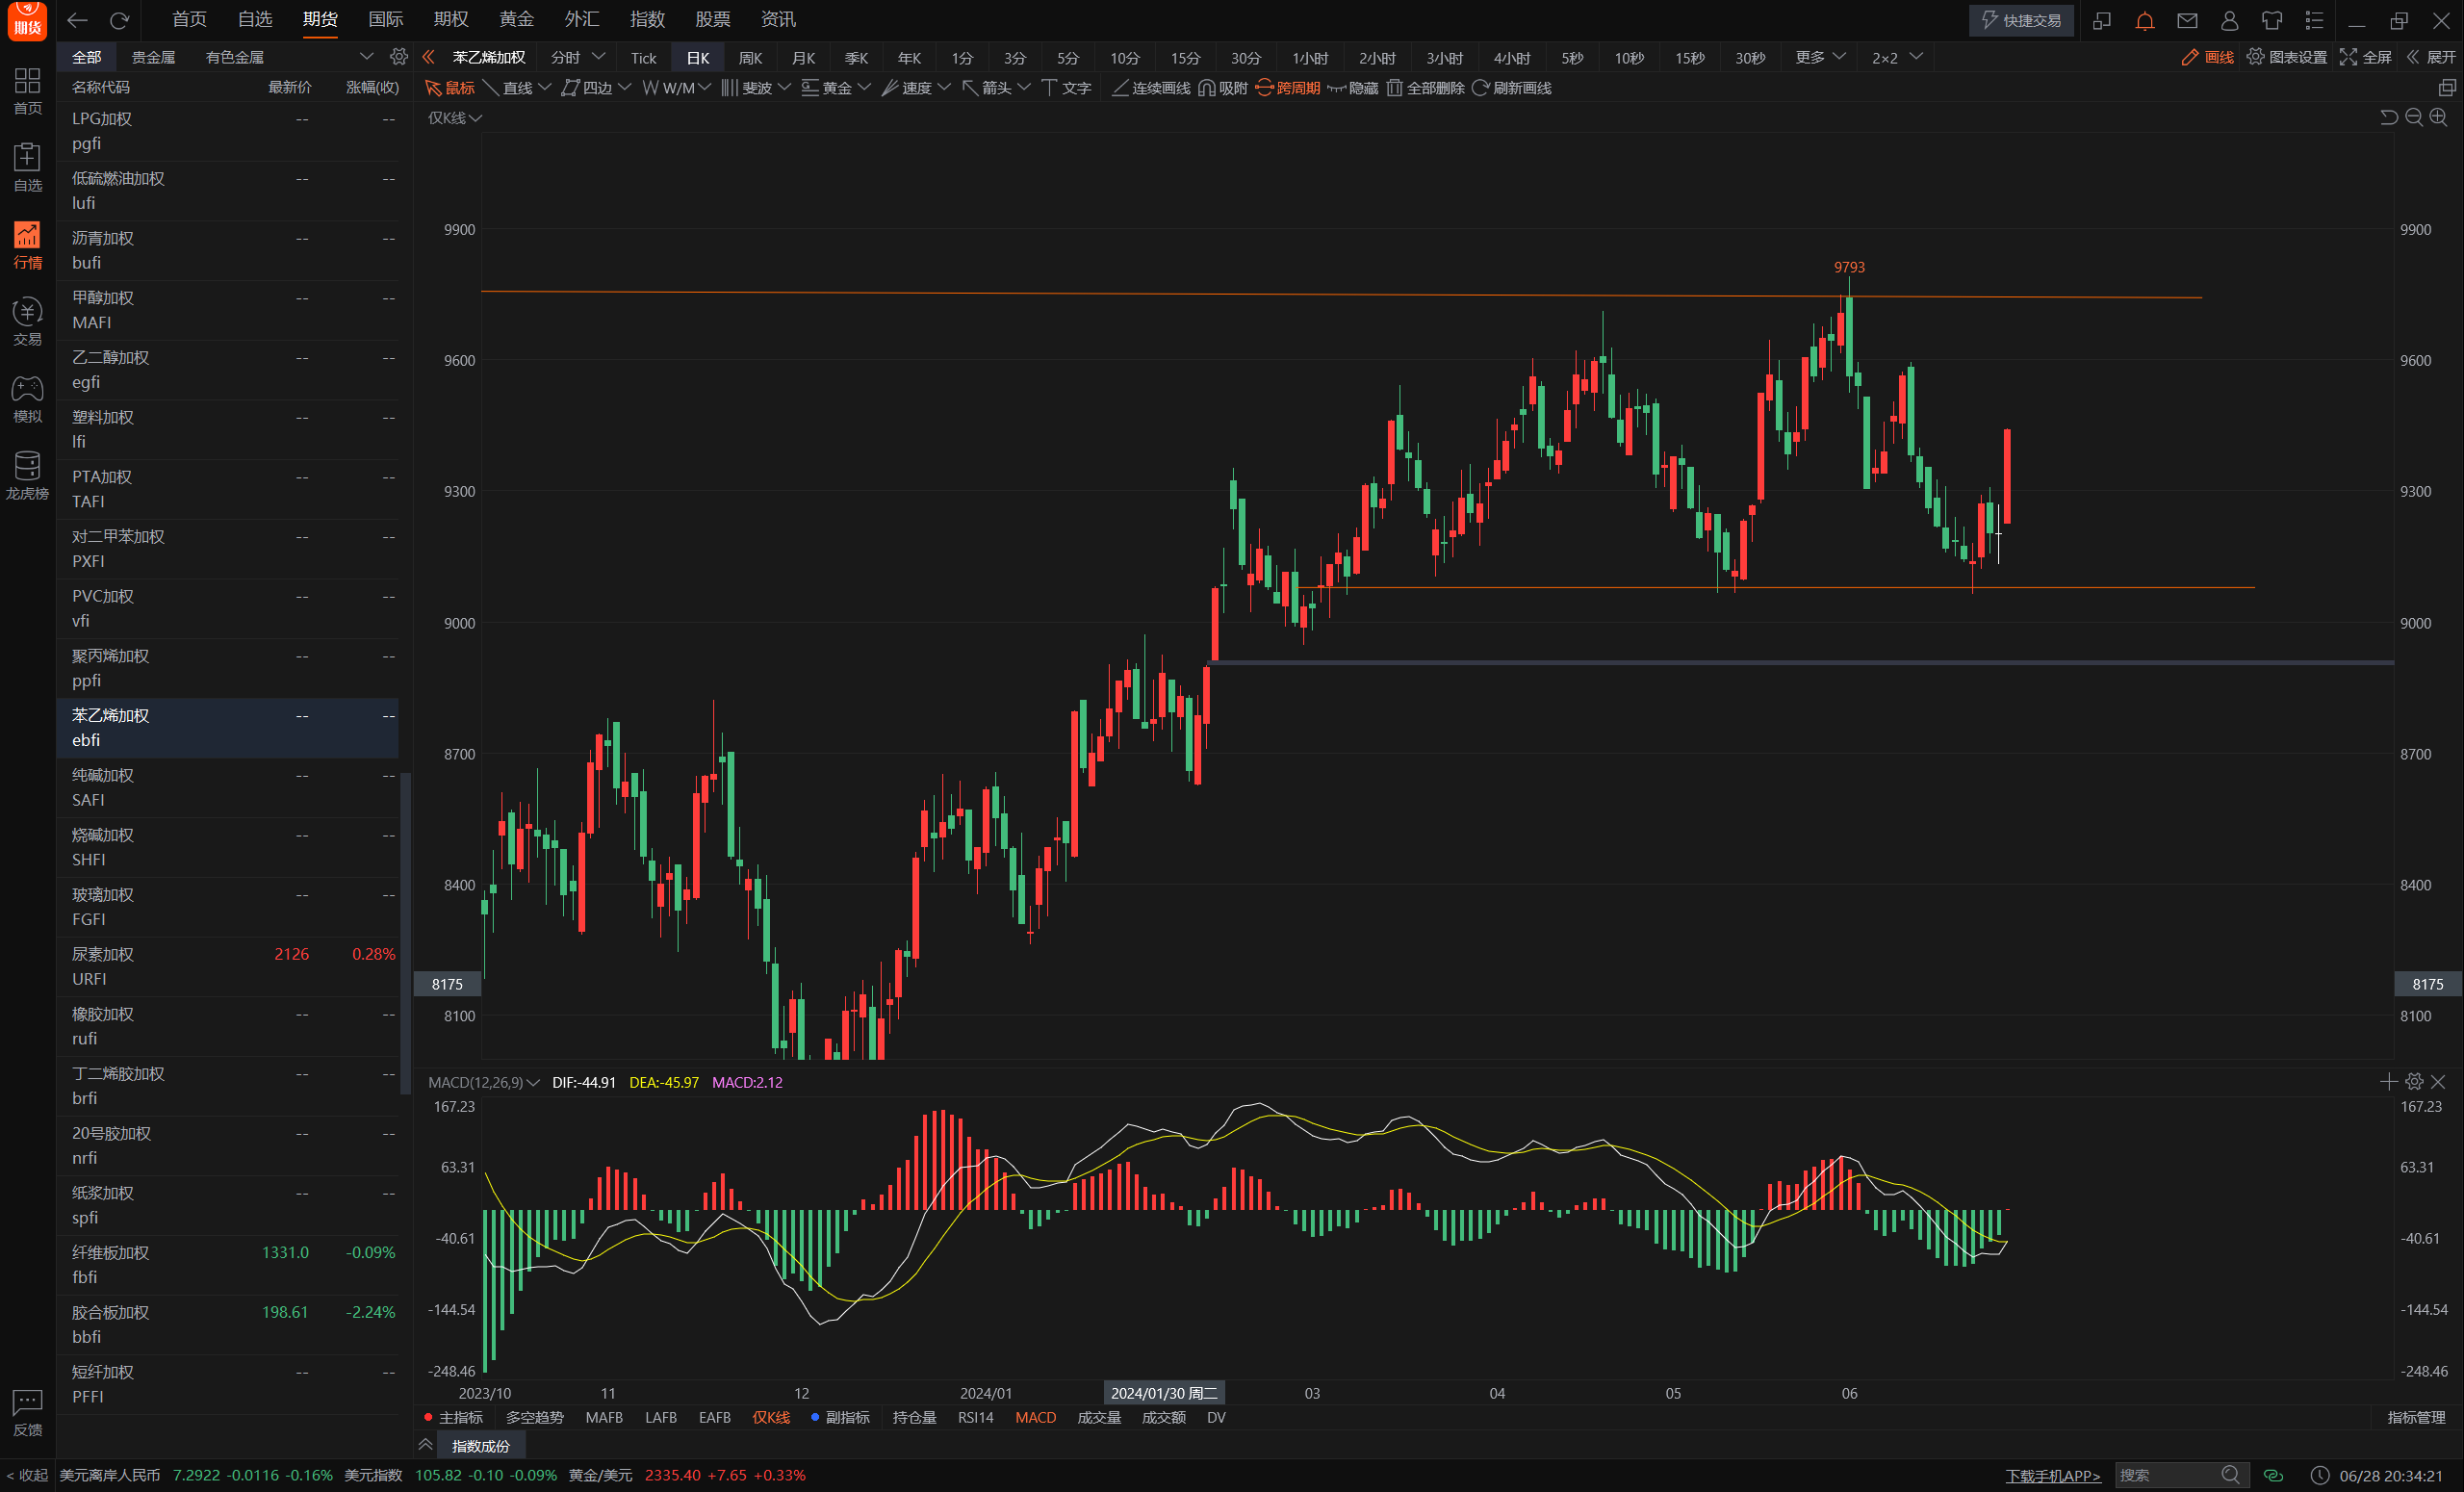 期货
首页 自选 期货 国际 期权 黄金 外汇 指数 股票 资讯
快捷交易
全部 贵金属 有色金属
苯乙烯加权 分时 Tick 日K 周K 月K 季K 年K 1分 3分 5分 10分 15分 30分 1小时 2小时 3小时 4小时 5秒 10秒 15秒 30秒 更多 2×2
画线 图表设置 全屏 展开
鼠标 直线 四边 W/M 斐波 黄金 速度 箭头 文字 连续画线 吸附 跨周期 隐藏 全部删除 刷新画线
首页
自选
行情
交易
模拟
龙虎榜
反馈
名称代码 最新价 涨幅(收)
LPG加权 -- --
pgfi
低硫燃油加权 -- --
lufi
沥青加权 -- --
bufi
甲醇加权 -- --
MAFI
乙二醇加权 -- --
egfi
塑料加权 -- --
lfi
PTA加权 -- --
TAFI
对二甲苯加权 -- --
PXFI
PVC加权 -- --
vfi
聚丙烯加权 -- --
ppfi
苯乙烯加权 -- --
ebfi
纯碱加权 -- --
SAFI
烧碱加权 -- --
SHFI
玻璃加权 -- --
FGFI
尿素加权 2126 0.28%
URFI
橡胶加权 -- --
rufi
丁二烯胶加权 -- --
brfi
20号胶加权 -- --
nrfi
纸浆加权 -- --
spfi
纤维板加权 1331.0 -0.09%
fbfi
胶合板加权 198.61 -2.24%
bbfi
短纤加权 -- --
PFFI
仅K线
9900 9900
9793
9600 9600
9300 9300
9000 9000
8700 8700
8400 8400
8175 8175
8100 8100
MACD(12,26,9) DIF:-44.91 DEA:-45.97 MACD:2.12
167.23 167.23
63.31 63.31
-40.61 -40.61
-144.54 -144.54
-248.46 -248.46
2023/10 11 12 2024/01 2024/01/30 周二 03 04 05 06
主指标 多空趋势 MAFB LAFB EAFB 仅K线 副指标 持仓量 RSI14 MACD 成交量 成交额 DV 指标管理
指数成份
< 收起 美元离岸人民币 7.2922 -0.0116 -0.16% 美元指数 105.82 -0.10 -0.09% 黄金/美元 2335.40 +7.65 +0.33% 下载手机APP> 搜索 06/28 20:34:21